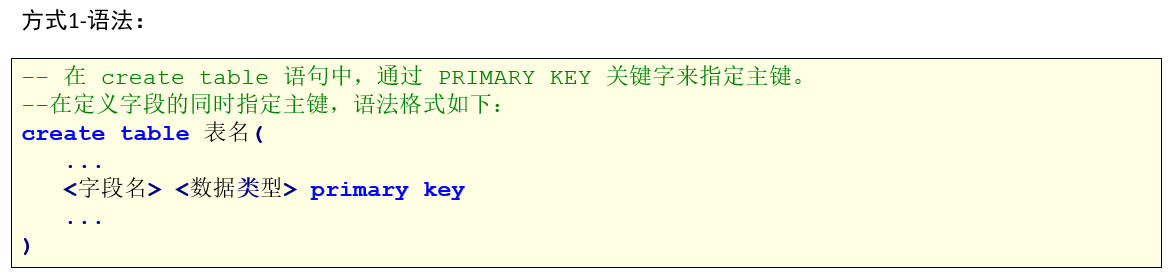 方式1-语法：
-- 在 create table 语句中，通过 PRIMARY KEY 关键字来指定主键。
--在定义字段的同时指定主键，语法格式如下：
create table 表名(
...
<字段名> <数据类型> primary key
...
)